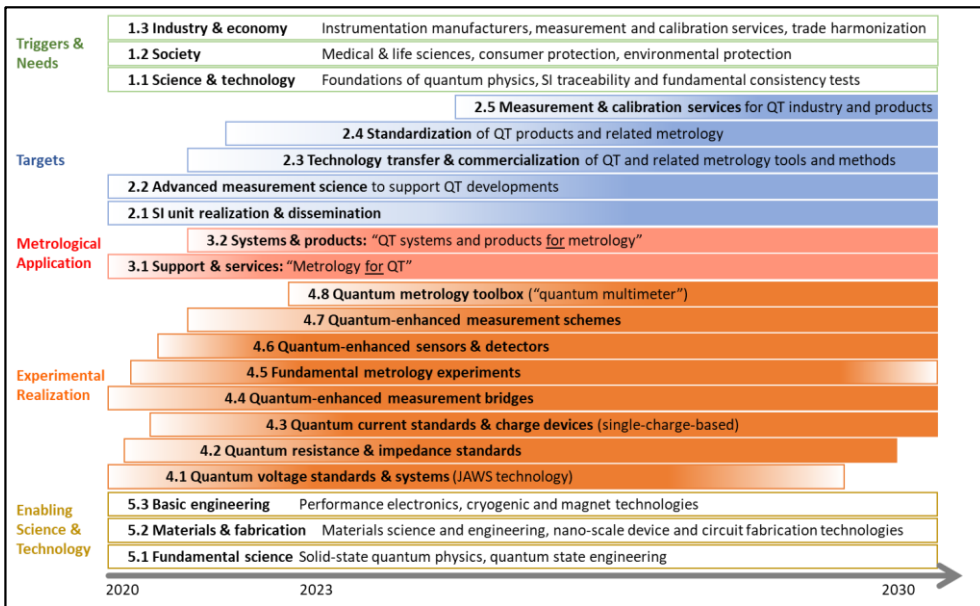 Triggers &
Needs
1.3 Industry & economy Instrumentation manufacturers, measurement and calibration services, trade harmonization
1.2 Society Medical & life sciences, consumer protection, environmental protection
1.1 Science & technology Foundations of quantum physics, SI traceability and fundamental consistency tests
Targets
2.5 Measurement & calibration services for QT industry and products
2.4 Standardization of QT products and related metrology
2.3 Technology transfer & commercialization of QT and related metrology tools and methods
2.2 Advanced measurement science to support QT developments
2.1 SI unit realization & dissemination
Metrological
Application
3.2 Systems & products: “QT systems and products for metrology”
3.1 Support & services: “Metrology for QT”
Experimental
Realization
4.8 Quantum metrology toolbox (“quantum multimeter”)
4.7 Quantum-enhanced measurement schemes
4.6 Quantum-enhanced sensors & detectors
4.5 Fundamental metrology experiments
4.4 Quantum-enhanced measurement bridges
4.3 Quantum current standards & charge devices (single-charge-based)
4.2 Quantum resistance & impedance standards
4.1 Quantum voltage standards & systems (JAWS technology)
Enabling
Science &
Technology
5.3 Basic engineering Performance electronics, cryogenic and magnet technologies
5.2 Materials & fabrication Materials science and engineering, nano-scale device and circuit fabrication technologies
5.1 Fundamental science Solid-state quantum physics, quantum state engineering
2020 2023 2030